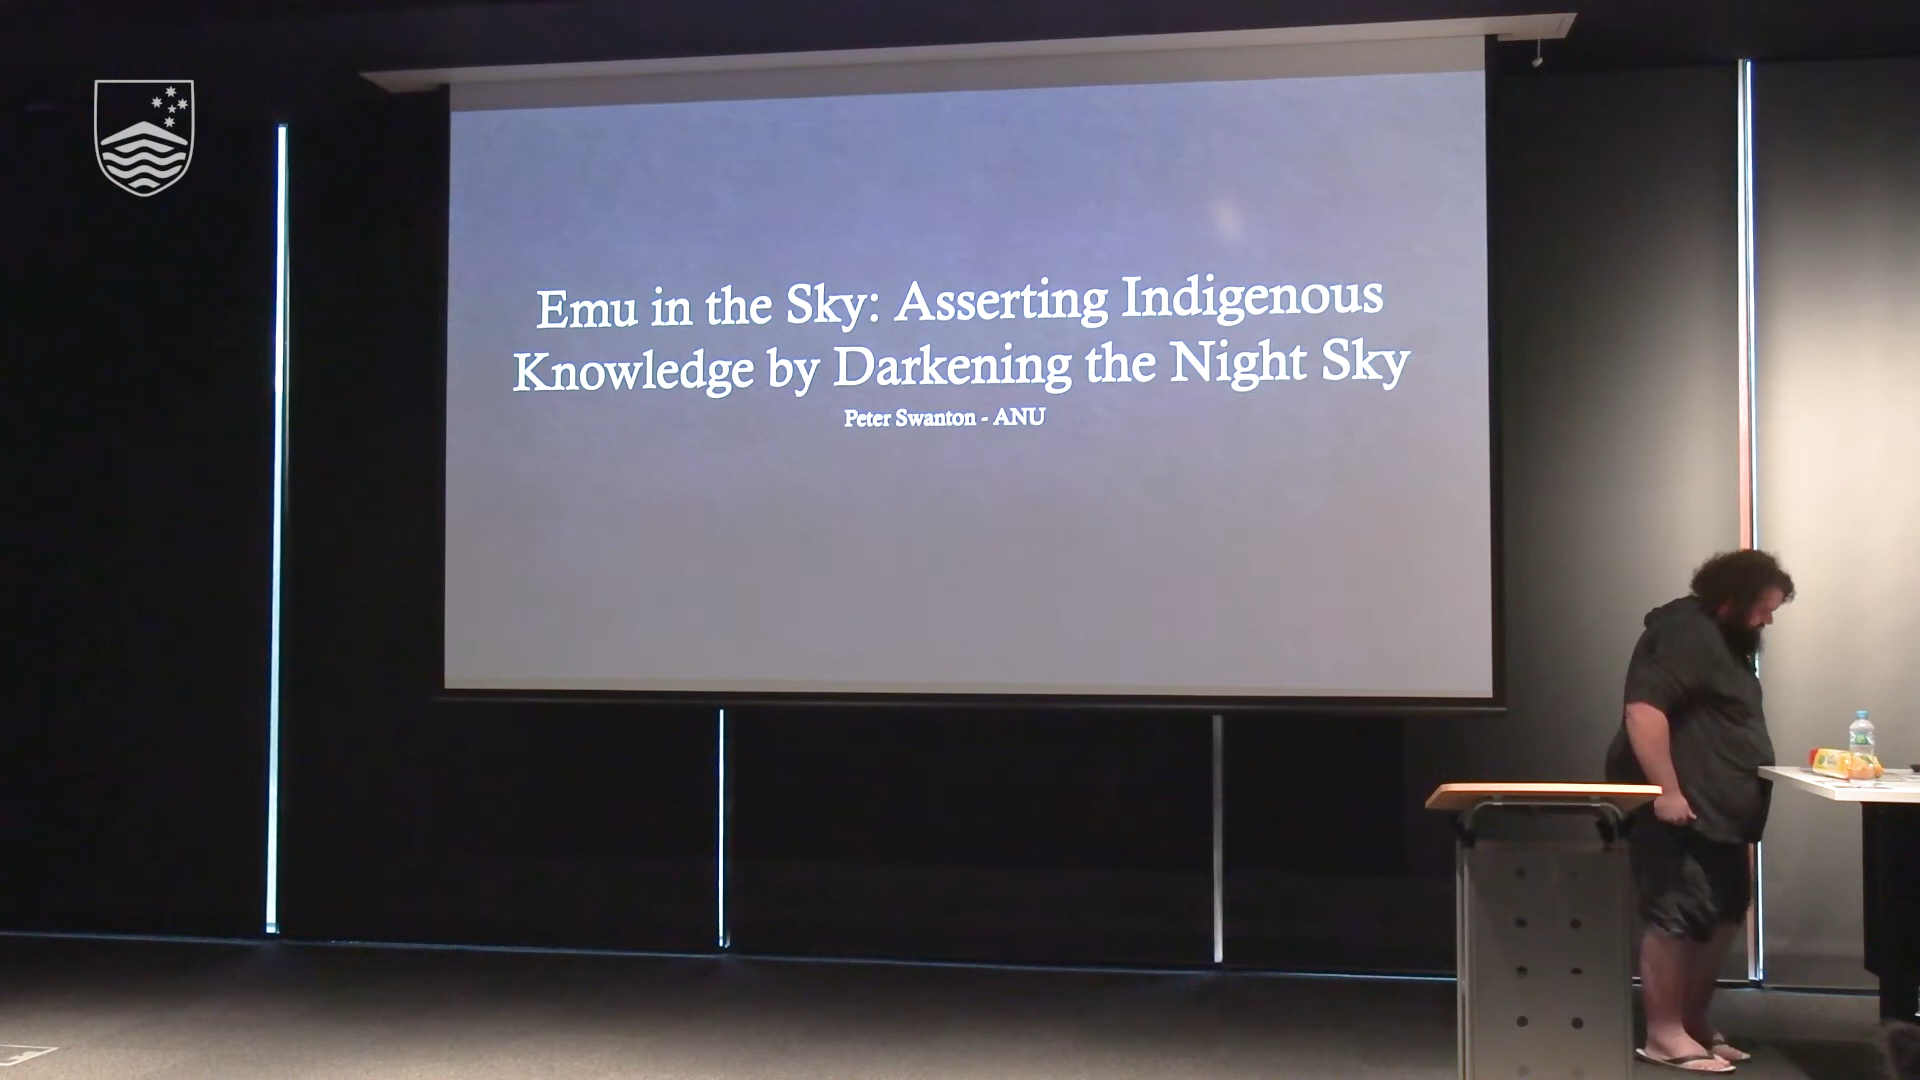 Emu in the Sky: Asserting Indigenous
Knowledge by Darkening the Night Sky
Peter Swanton - ANU